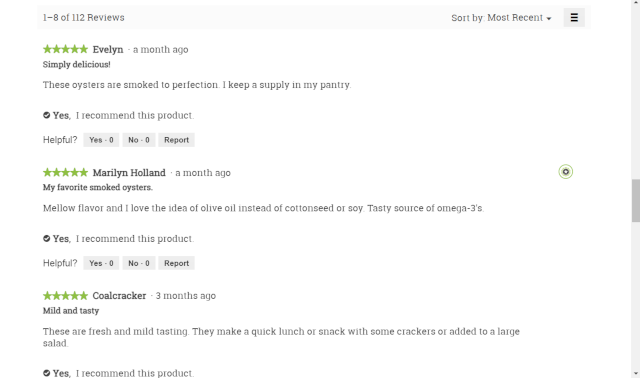 1–8 of 112 Reviews
Sort by: Most Recent
Evelyn · a month ago
Simply delicious!
These oysters are smoked to perfection. I keep a supply in my pantry.
Yes, I recommend this product.
Helpful? Yes · 0 No · 0 Report
Marilyn Holland · a month ago
My favorite smoked oysters.
Mellow flavor and I love the idea of olive oil instead of cottonseed or soy. Tasty source of omega-3's.
Yes, I recommend this product.
Helpful? Yes · 0 No · 0 Report
Coalcracker · 3 months ago
Mild and tasty
These are fresh and mild tasting. They make a quick lunch or snack with some crackers or added to a large
salad.
Yes, I recommend this product.